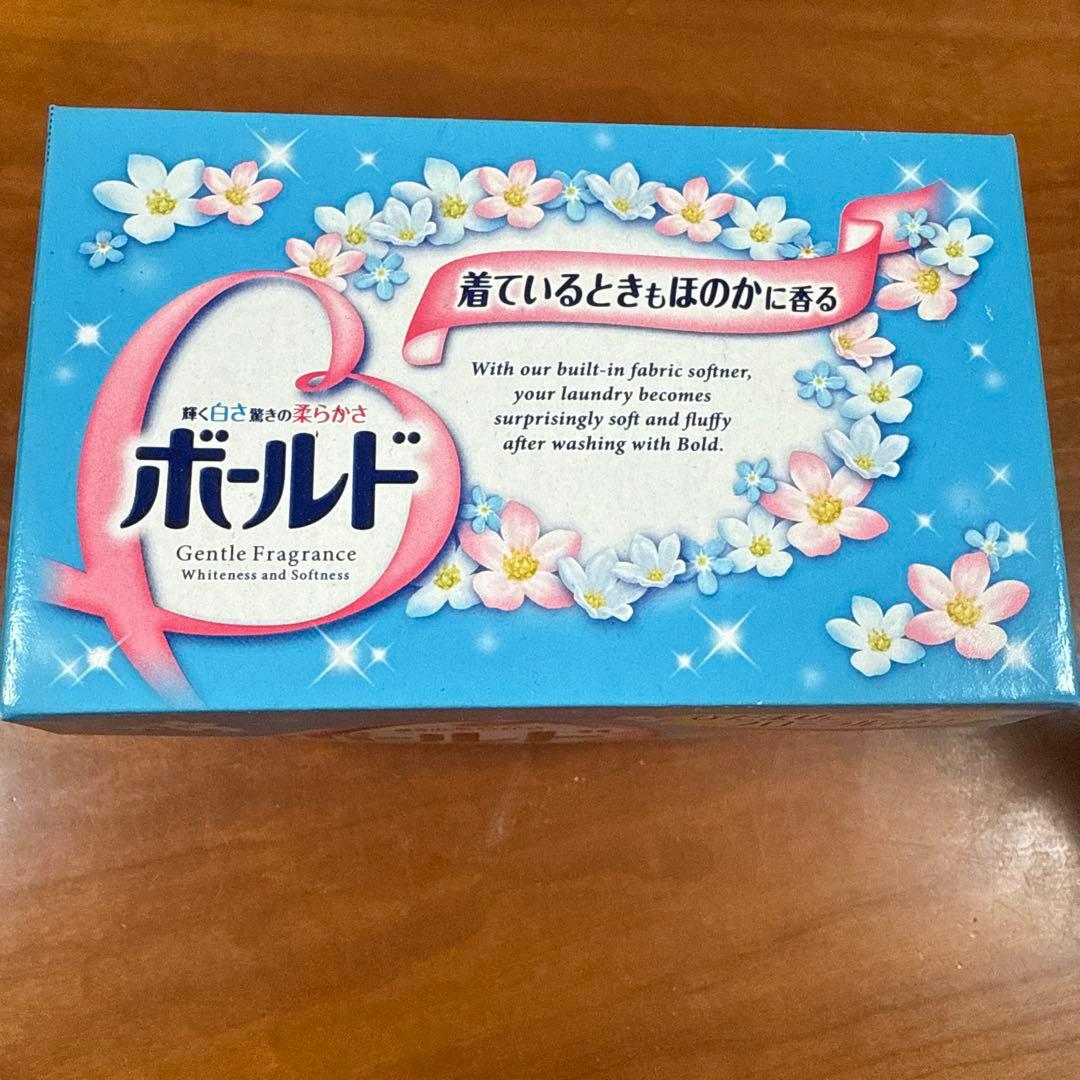 着ているときもほのかに香る
With our built-in fabric softner,
your laundry becomes
surprisingly soft and fluffy
after washing with Bold.
輝く白さ驚きの柔らかさ
ボールド
Gentle Fragrance
Whiteness and Softness